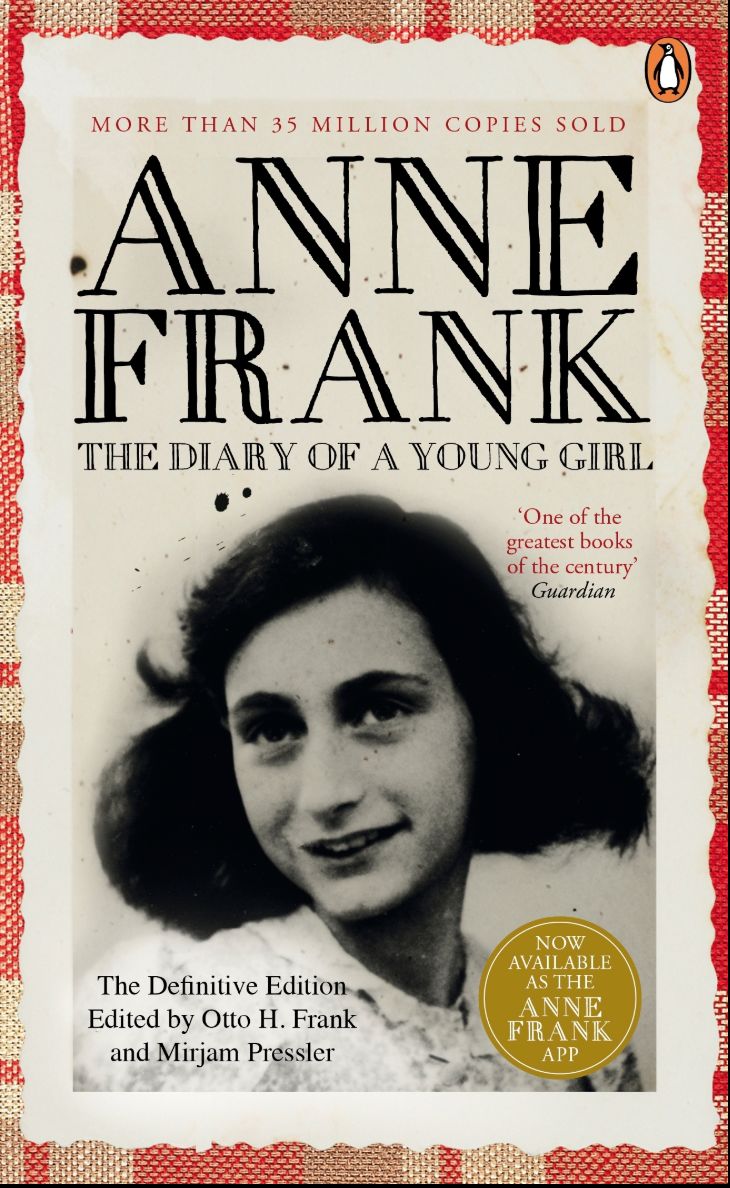 MORE THAN 35 MILLION COPIES SOLD
ANNE
FRANK
THE DIARY OF A YOUNG GIRL
‘One of the
greatest books
of the century’
Guardian
The Definitive Edition
Edited by Otto H. Frank
and Mirjam Pressler
NOW
AVAILABLE
AS THE
ANNE
FRANK
APP